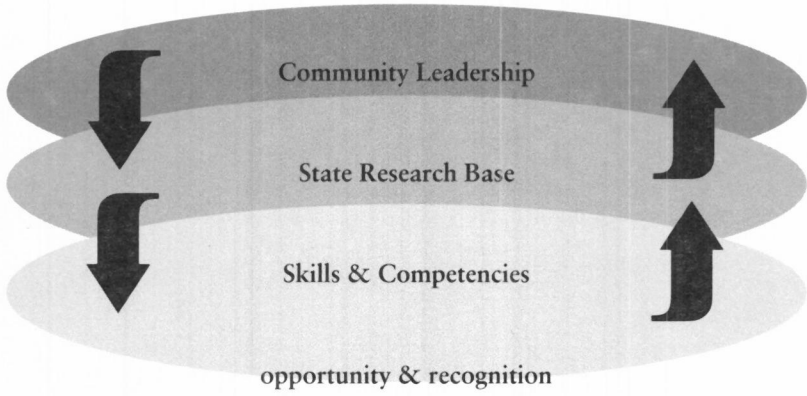 Community Leadership
State Research Base
Skills & Competencies
opportunity & recognition